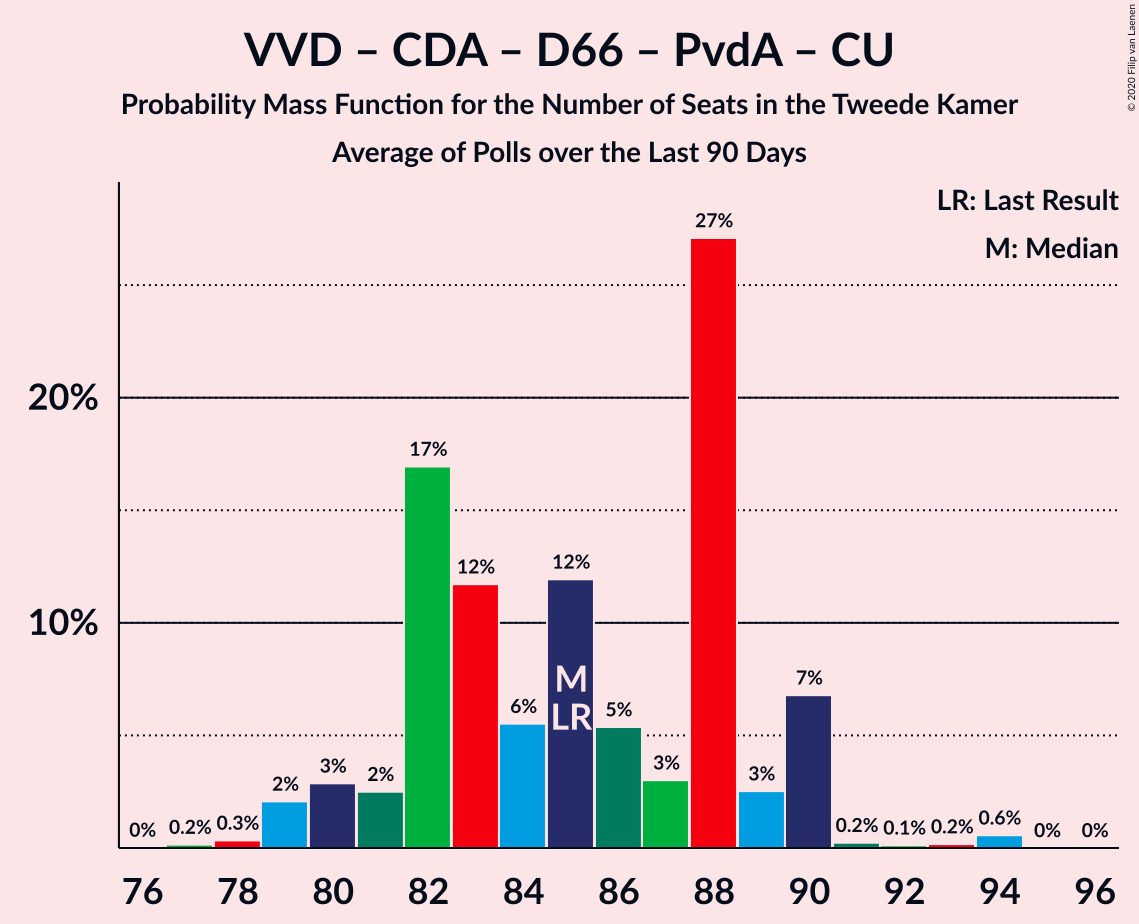 VVD – CDA – D66 – PvdA – CU
Probability Mass Function for the Number of Seats in the Tweede Kamer
Average of Polls over the Last 90 Days
© 2020 Filip van Laenen
LR: Last Result
M: Median
20%
10%
0%
0.2%
0.3%
2%
3%
2%
17%
12%
6%
12%
5%
3%
27%
3%
7%
0.2%
0.1%
0.2%
0.6%
0%
0%
M
LR
76 78 80 82 84 86 88 90 92 94 96